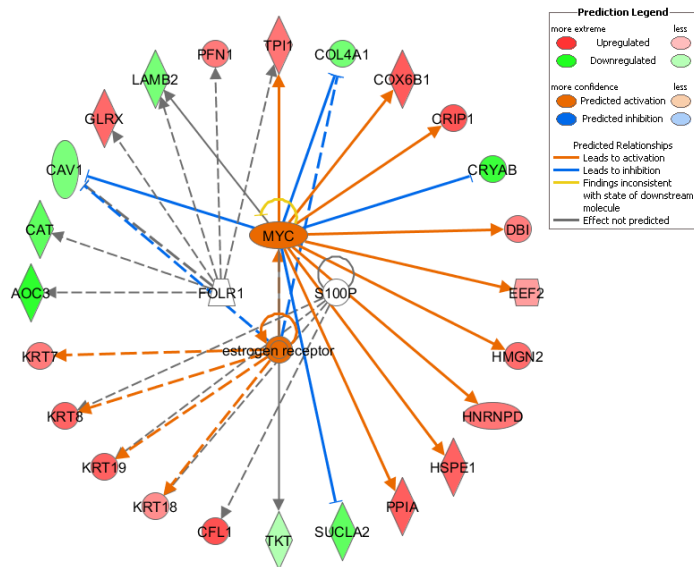 Prediction Legend
more extreme
less
Upregulated
Downregulated
more confidence
less
Predicted activation
Predicted inhibition
Predicted Relationships
Leads to activation
Leads to inhibition
Findings inconsistent
with state of downstream
molecule
Effect not predicted
TPI1
COL4A1
PFN1
COX6B1
LAMB2
GLRX
CRIP1
CAV1
CRYAB
CAT
MYC
DBI
AOC3
FOLR1
S100P
EEF2
KRT7
estrogen receptor
HMGN2
KRT8
HNRNPD
KRT19
HSPE1
KRT18
PPIA
CFL1
TKT
SUCLA2